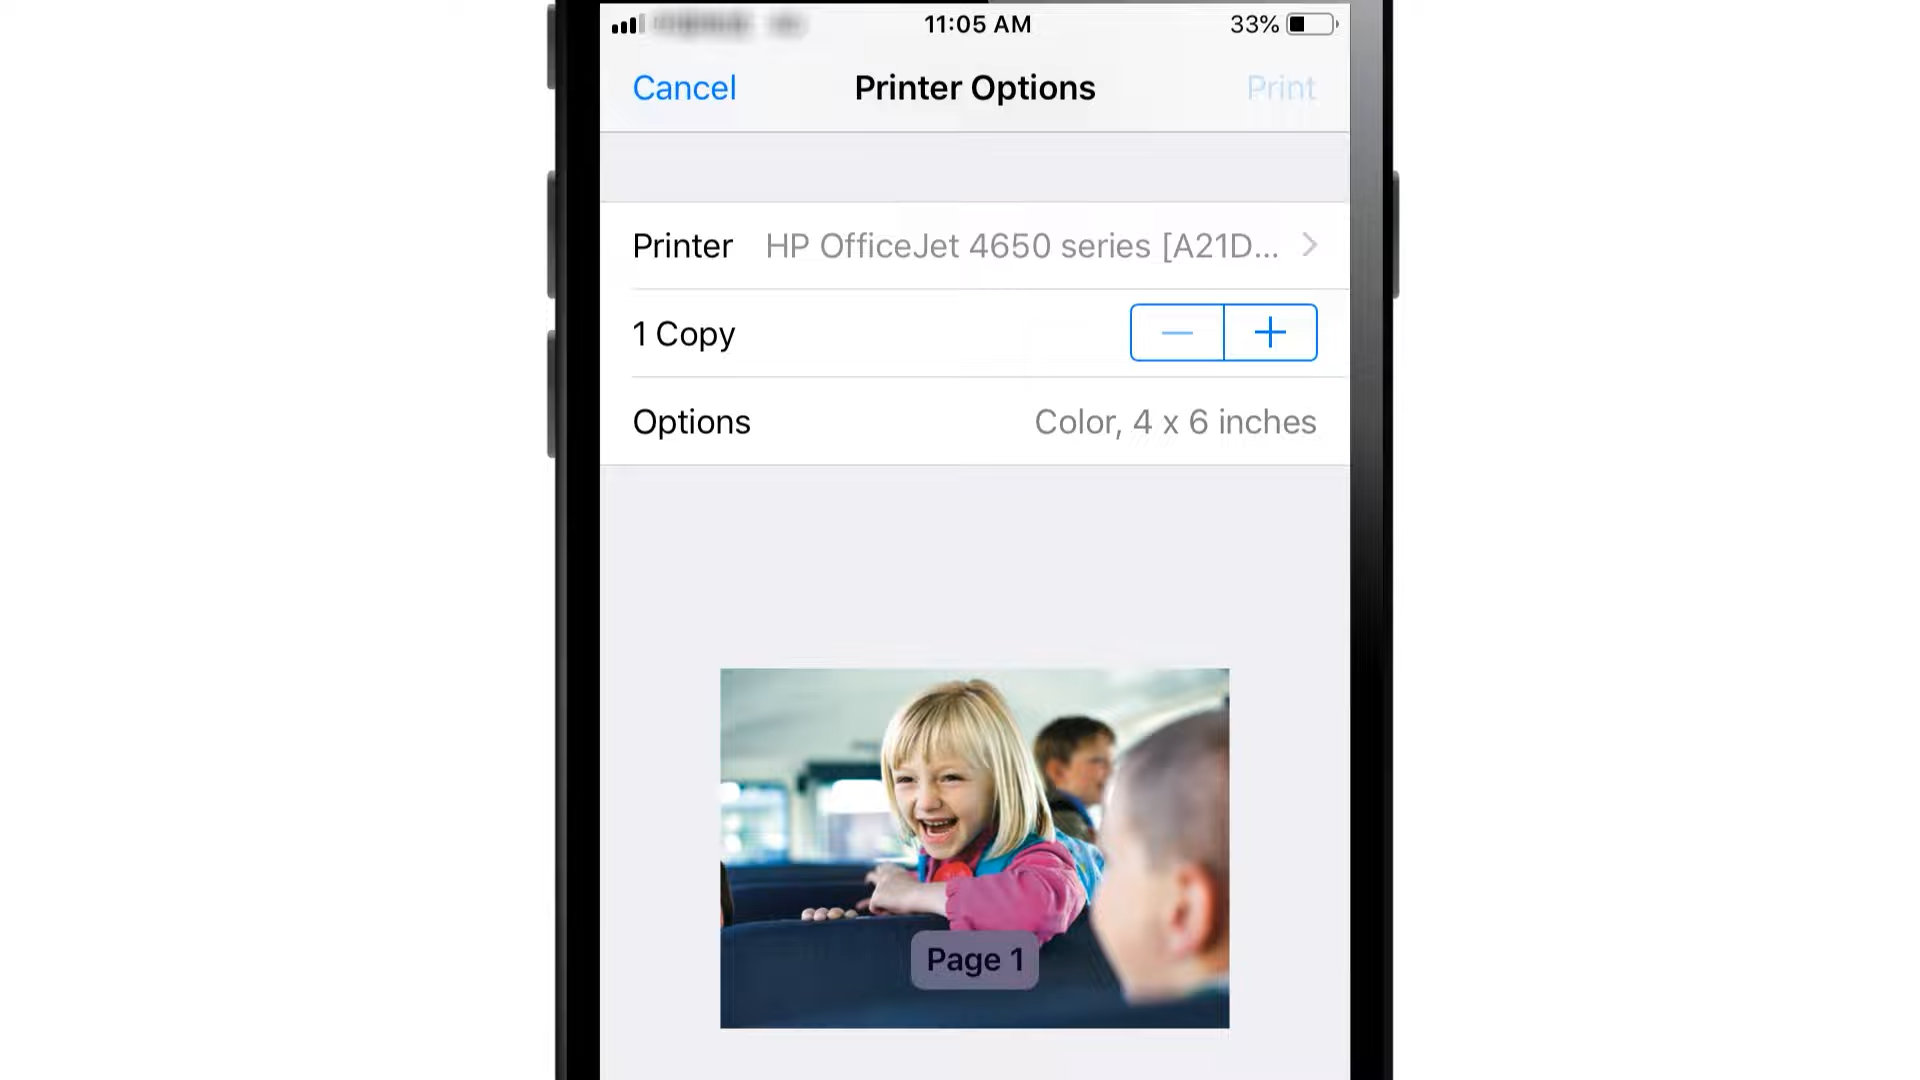 11:05 AM
33%
Cancel
Printer Options
Print
Printer
HP OfficeJet 4650 series [A21D...
1 Copy
Options
Color, 4 x 6 inches
Page 1